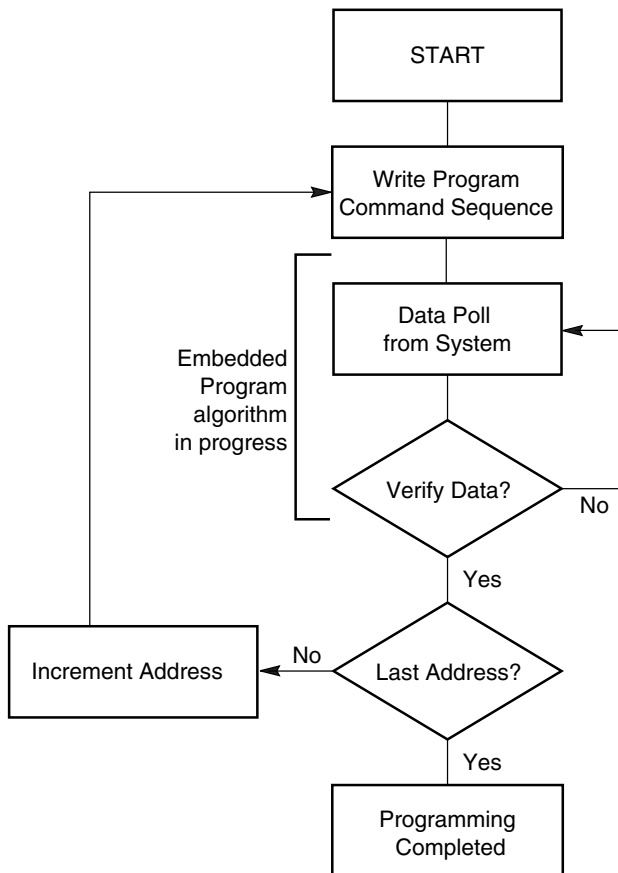 START
Write Program
Command Sequence
Data Poll
from System
Embedded
Program
algorithm
in progress
Verify Data?
No
Yes
Increment Address
No
Last Address?
Yes
Programming
Completed